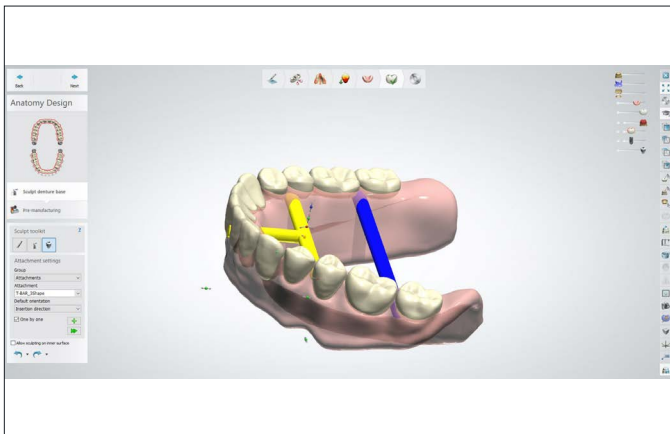 Back
Next
Anatomy Design
Sculpt denture base
Pre-manufacturing
Sculpt toolkit
Attachment settings
Group
Attachments
Attachment
T-BAR_3Shape
Default orientation
Insertion direction
One by one
Allow sculpting on inner surface